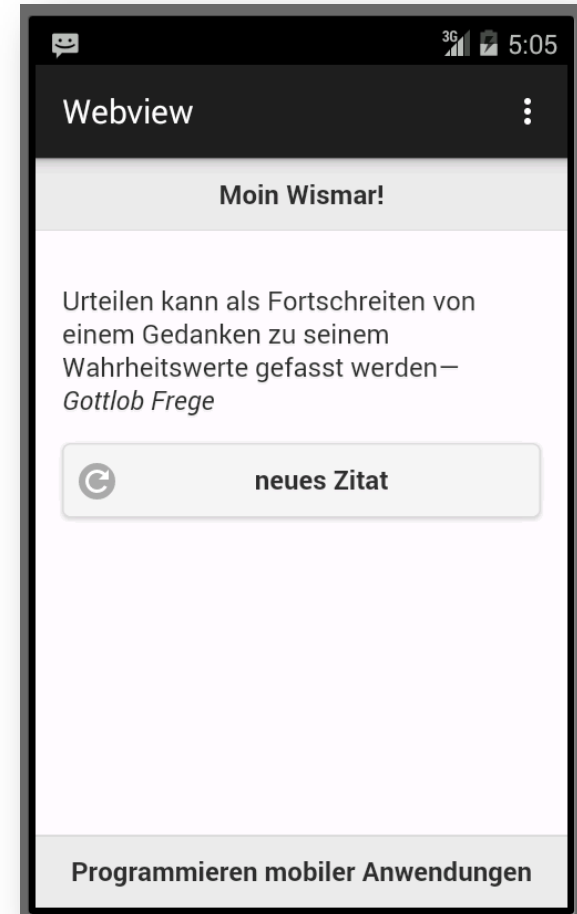 3G 5:05
Webview
Moin Wismar!
Urteilen kann als Fortschreiten von
einem Gedanken zu seinem
Wahrheitswerte gefasst werden—
Gottlob Frege
neues Zitat
Programmieren mobiler Anwendungen